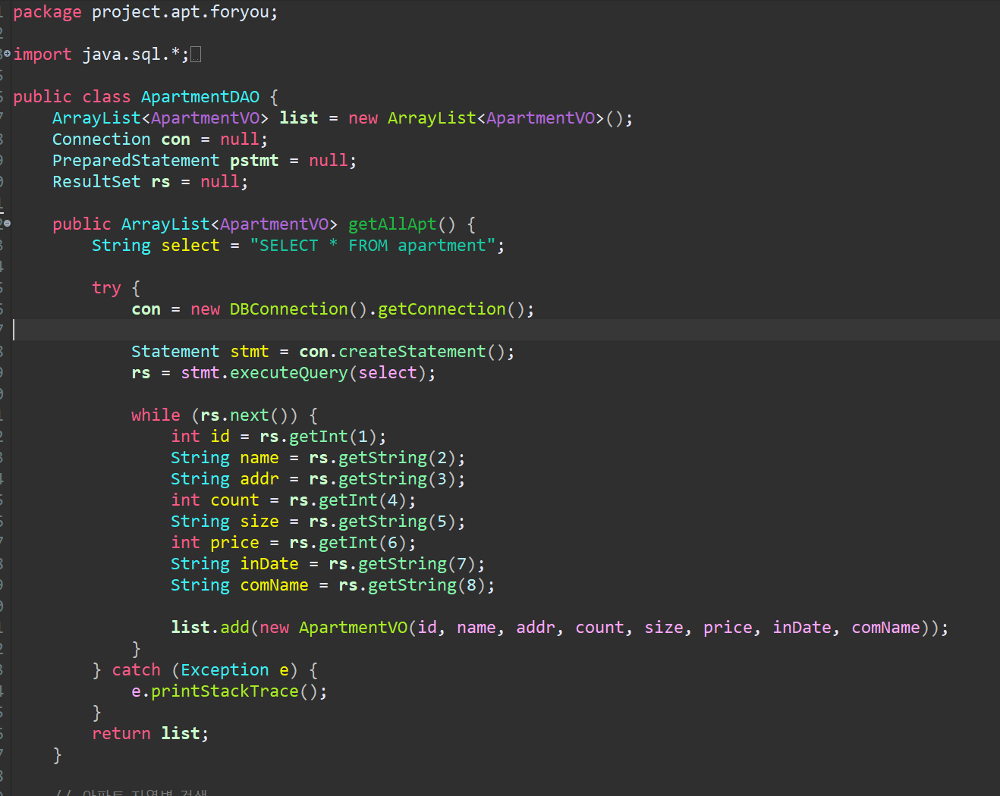 package project.apt.foryou;
import java.sql.*;
public class ApartmentDAO {
ArrayList<ApartmentVO> list = new ArrayList<ApartmentVO>();
Connection con = null;
PreparedStatement pstmt = null;
ResultSet rs = null;
public ArrayList<ApartmentVO> getAllApt() {
String select = "SELECT * FROM apartment";
try {
con = new DBConnection().getConnection();
Statement stmt = con.createStatement();
rs = stmt.executeQuery(select);
while (rs.next()) {
int id = rs.getInt(1);
String name = rs.getString(2);
String addr = rs.getString(3);
int count = rs.getInt(4);
String size = rs.getString(5);
int price = rs.getInt(6);
String inDate = rs.getString(7);
String comName = rs.getString(8);
list.add(new ApartmentVO(id, name, addr, count, size, price, inDate, comName));
}
} catch (Exception e) {
e.printStackTrace();
}
return list;
}
// 아파트 지역별 검색